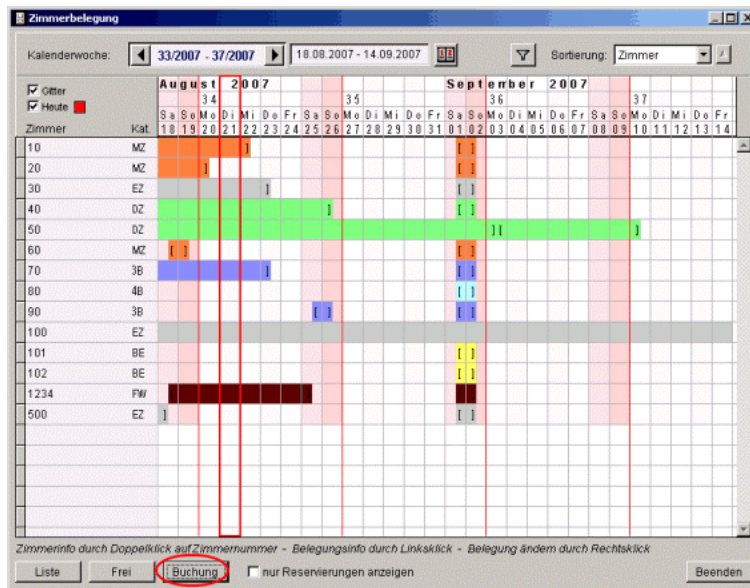 Zimmerbelegung
Kalenderwoche: 33/2007 - 37/2007 18.08.2007 - 14.09.2007 Sortierung: Zimmer
Gitter
Heute
August 2007 September 2007
34 35 36 37
Sa So Mo Di Mi Do Fr Sa So Mo Di Mi Do Fr Sa So Mo Di Mi Do Fr Sa So Mo Di Mi Do Fr
Zimmer Kat. 18 19 20 21 22 23 24 25 26 27 28 29 30 31 01 02 03 04 05 06 07 08 09 10 11 12 13 14
10 MZ ] [ ]
20 MZ ] [ ]
30 EZ ] [ ]
40 DZ ] [ ]
50 DZ ] [ ]
60 MZ [ ] [ ]
70 3B ] [ ]
80 4B [ ]
90 3B [ ] [ ]
100 EZ
101 BE [ ]
102 BE [ ]
1234 FW
500 EZ ] [ ]
Zimmerinfo durch Doppelklick auf Zimmernummer - Belegungsinfo durch Linksklick - Belegung ändern durch Rechtsklick
Liste Frei Buchung nur Reservierungen anzeigen Beenden